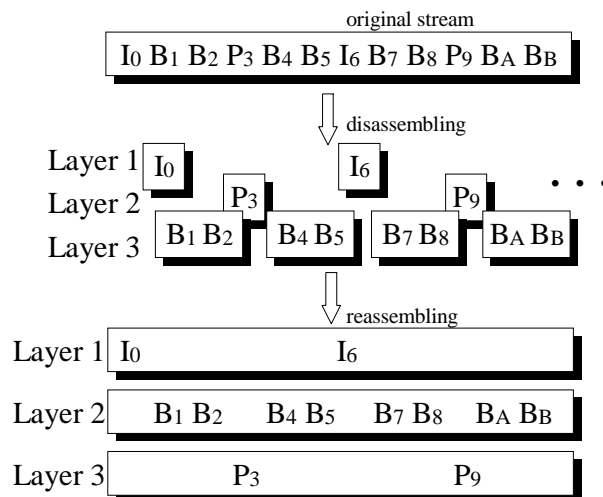 original stream
I0 B1 B2 P3 B4 B5 I6 B7 B8 P9 BA BB
disassembling
Layer 1 I0 I6
Layer 2 P3 P9 . . .
Layer 3 B1 B2 B4 B5 B7 B8 BA BB
reassembling
Layer 1 I0 I6
Layer 2 B1 B2 B4 B5 B7 B8 BA BB
Layer 3 P3 P9